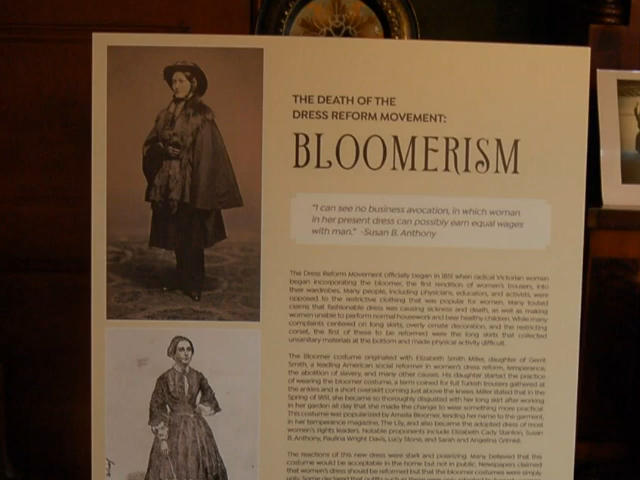 THE DEATH OF THE
DRESS REFORM MOVEMENT:
BLOOMERISM
"I can see no business avocation, in which woman
in her present dress can possibly earn equal wages
with man." -Susan B. Anthony
The Dress Reform Movement officially began in 1851 when radical Victorian women
began incorporating the bloomer, the first rendition of women's trousers, into
their wardrobes. Many people, including physicians, educators, and activists, were
opposed to the restrictive clothing that was popular for women. Many touted
claims that fashionable dress was causing sickness and death, as well as making
women unable to perform normal housework and bear healthy children. While many
complaints centered on long skirts, overly ornate decoration, and the restricting
corset, the first of these to be reformed were the long skirts that collected
unsanitary materials at the bottom and made physical activity difficult.
The Bloomer costume originated with Elizabeth Smith Miller, daughter of Gerrit
Smith, a leading American social reformer in women's dress reform, temperance,
the abolition of slavery, and many other causes. His daughter started the practice
of wearing the bloomer costume, a term coined for full Turkish trousers gathered at
the ankles and a short overskirt coming just above the knees. Miller stated that in the
Spring of 1851, she became so thoroughly disgusted with her long skirt after working
in her garden all day that she made the change to wear something more practical.
This costume was popularized by Amelia Bloomer, lending her name to the garment,
in her temperance magazine, The Lily, and also became the adopted dress of most
women's rights leaders. Notable proponents include Elizabeth Cady Stanton, Susan
B. Anthony, Paulina Wright Davis, Lucy Stone, and Sarah and Angelina Grimké.
The reactions of this new dress were stark and polarizing. Many believed that this
costume would be acceptable in the home but not in public. Newspapers claimed
that women's dress should be reformed but that the bloomer costumes were simply
ugly. Some declared that outfits such as these